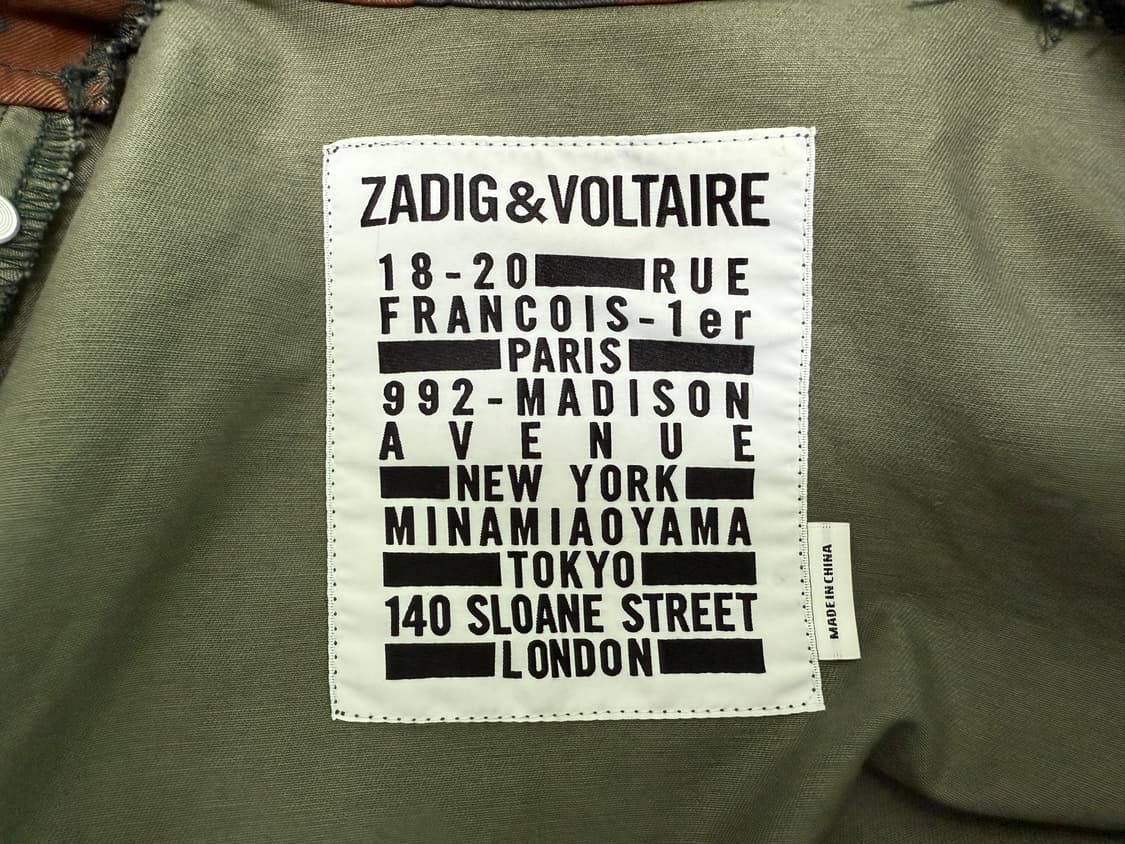 ZADIG&VOLTAIRE
18-20 RUE
FRANCOIS-1er
PARIS
992-MADISON
AVENUE
NEW YORK
MINAMIAOYAMA
TOKYO
140 SLOANE STREET
LONDON
MADE IN CHINA